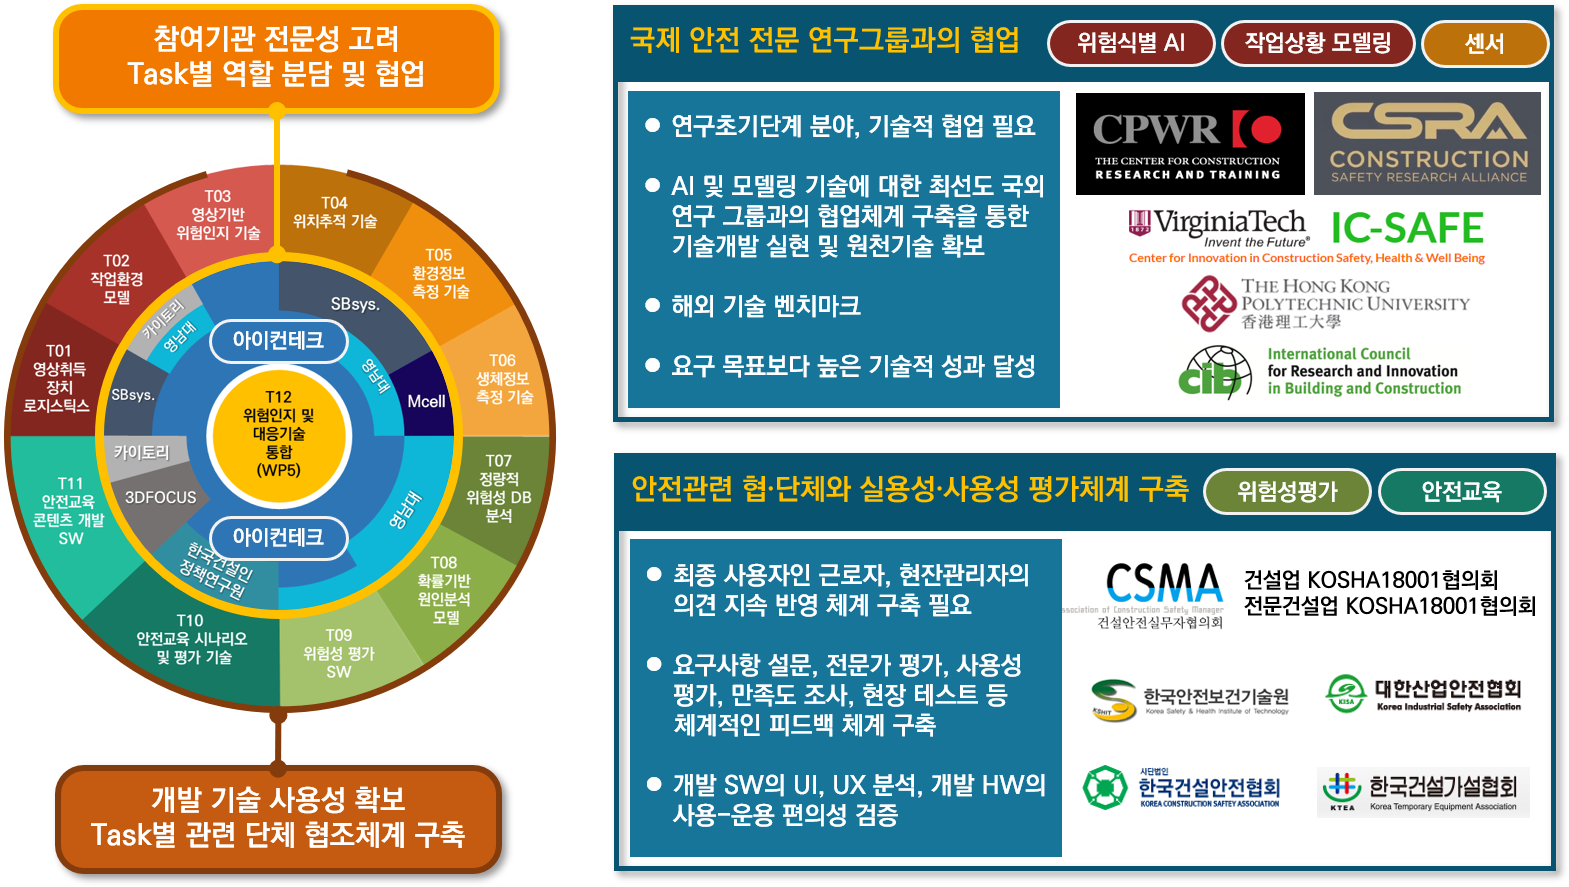 참여기관 전문성 고려
Task별 역할 분담 및 협업
T03
영상기반
위험인지 기술
T04
위치추적 기술
T02
작업환경
모델
T05
환경정보
측정 기술
T01
영상취득
장치
로지스틱스
T06
생체정보
측정 기술
T11
안전교육
콘텐츠 개발
SW
T07
정량적
위험성 DB
분석
T10
안전교육 시나리오
및 평가 기술
T09
위험성 평가
SW
T08
확률기반
원인분석
모델
카이토리
영남대
SBsys.
SBsys.
영남대
Mcell
아이컨테크
T12
위험인지 및
대응기술
통합
(WP5)
카이토리
3DFOCUS
한국건설인
정책연구원
영남대
아이컨테크
개발 기술 사용성 확보
Task별 관련 단체 협조체계 구축
국제 안전 전문 연구그룹과의 협업
위험식별 AI
작업상황 모델링
센서
● 연구초기단계 분야, 기술적 협업 필요
● AI 및 모델링 기술에 대한 최선도 국외
연구 그룹과의 협업체계 구축을 통한
기술개발 실현 및 원천기술 확보
● 해외 기술 벤치마크
● 요구 목표보다 높은 기술적 성과 달성
CPWR
THE CENTER FOR CONSTRUCTION
RESEARCH AND TRAINING
CSRA
CONSTRUCTION
SAFETY RESEARCH ALLIANCE
1872
VirginiaTech
Invent the Future®
IC-SAFE
Center for Innovation in Construction Safety, Health & Well Being
THE HONG KONG
POLYTECHNIC UNIVERSITY
香港理工大學
cib
International Council
for Research and Innovation
in Building and Construction
안전관련 협·단체와 실용성·사용성 평가체계 구축
위험성평가
안전교육
● 최종 사용자인 근로자, 현잔관리자의
의견 지속 반영 체계 구축 필요
● 요구사항 설문, 전문가 평가, 사용성
평가, 만족도 조사, 현장 테스트 등
체계적인 피드백 체계 구축
● 개발 SW의 UI, UX 분석, 개발 HW의
사용-운용 편의성 검증
CSMA
ssociation of Construction Safety Manager
건설안전실무자협의회
건설업 KOSHA18001협의회
전문건설업 KOSHA18001협의회
KSHIT
한국안전보건기술원
Korea Safety & Health Institute of Technology
KISA
대한산업안전협회
Korea Industrial Safety Association
사단법인
한국건설안전협회
KOREA CONSTRUCTION SAFTEY ASSOCIATION
KTEA
한국건설가설협회
Korea Temporary Equipment Association